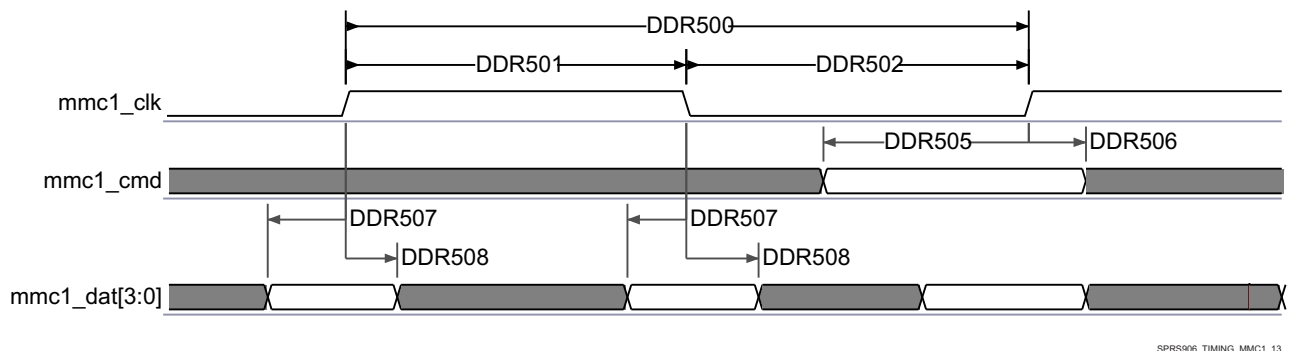 DDR500
DDR501 DDR502
mmc1_clk
DDR505 DDR506
mmc1_cmd
DDR507 DDR507
DDR508 DDR508
mmc1_dat[3:0]
SPRS906_TIMING_MMC1_13